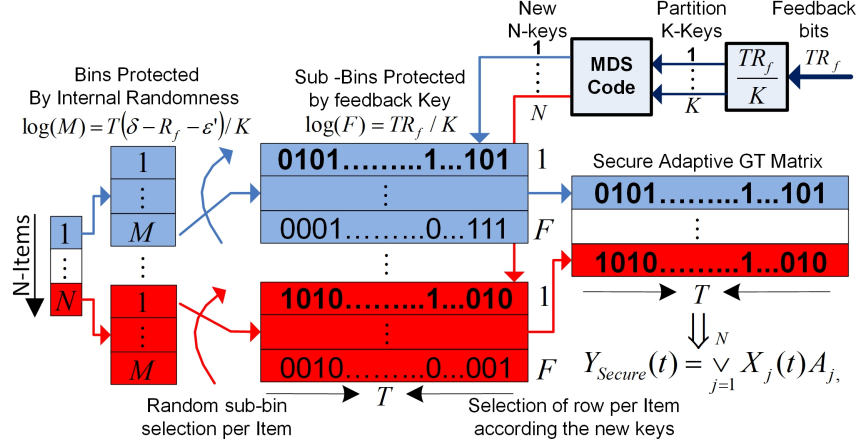 New
N-keys
Partition
K-Keys
Feedback
bits
1
N
MDS
Code
1
K
TR_f
K
TR_f
Bins Protected
By Internal Randomness
log(M)=T(δ−R_f−ε')/K
Sub -Bins Protected
by feedback Key
log(F)=TR_f/K
Secure Adaptive GT Matrix
N-Items
1
⋮
N
1
⋮
M
⋮
1
⋮
M
0101.........1...101 1
⋮
0001.........0...111 F
⋮
1010.........1...010 1
⋮
0010.........0...001 F
T
0101.........1...101
⋮
1010.........1...010
T
Y_Secure(t)= ∨_{j=1}^{N} X_j(t)A_{j,}
Random sub-bin
selection per Item
Selection of row per Item
according the new keys